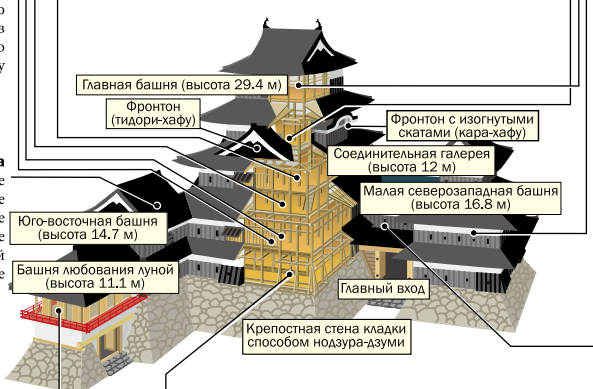 Главная башня (высота 29.4 м)
Фронтон
(тидори-хафу)
Фронтон с изогнутыми
скатами (кара-хафу)
Соединительная галерея
(высота 12 м)
Малая северозападная башня
(высота 16.8 м)
Юго-восточная башня
(высота 14.7 м)
Башня любования луной
(высота 11.1 м)
Главный вход
Крепостная стена кладки
способом нодзура-дзуми